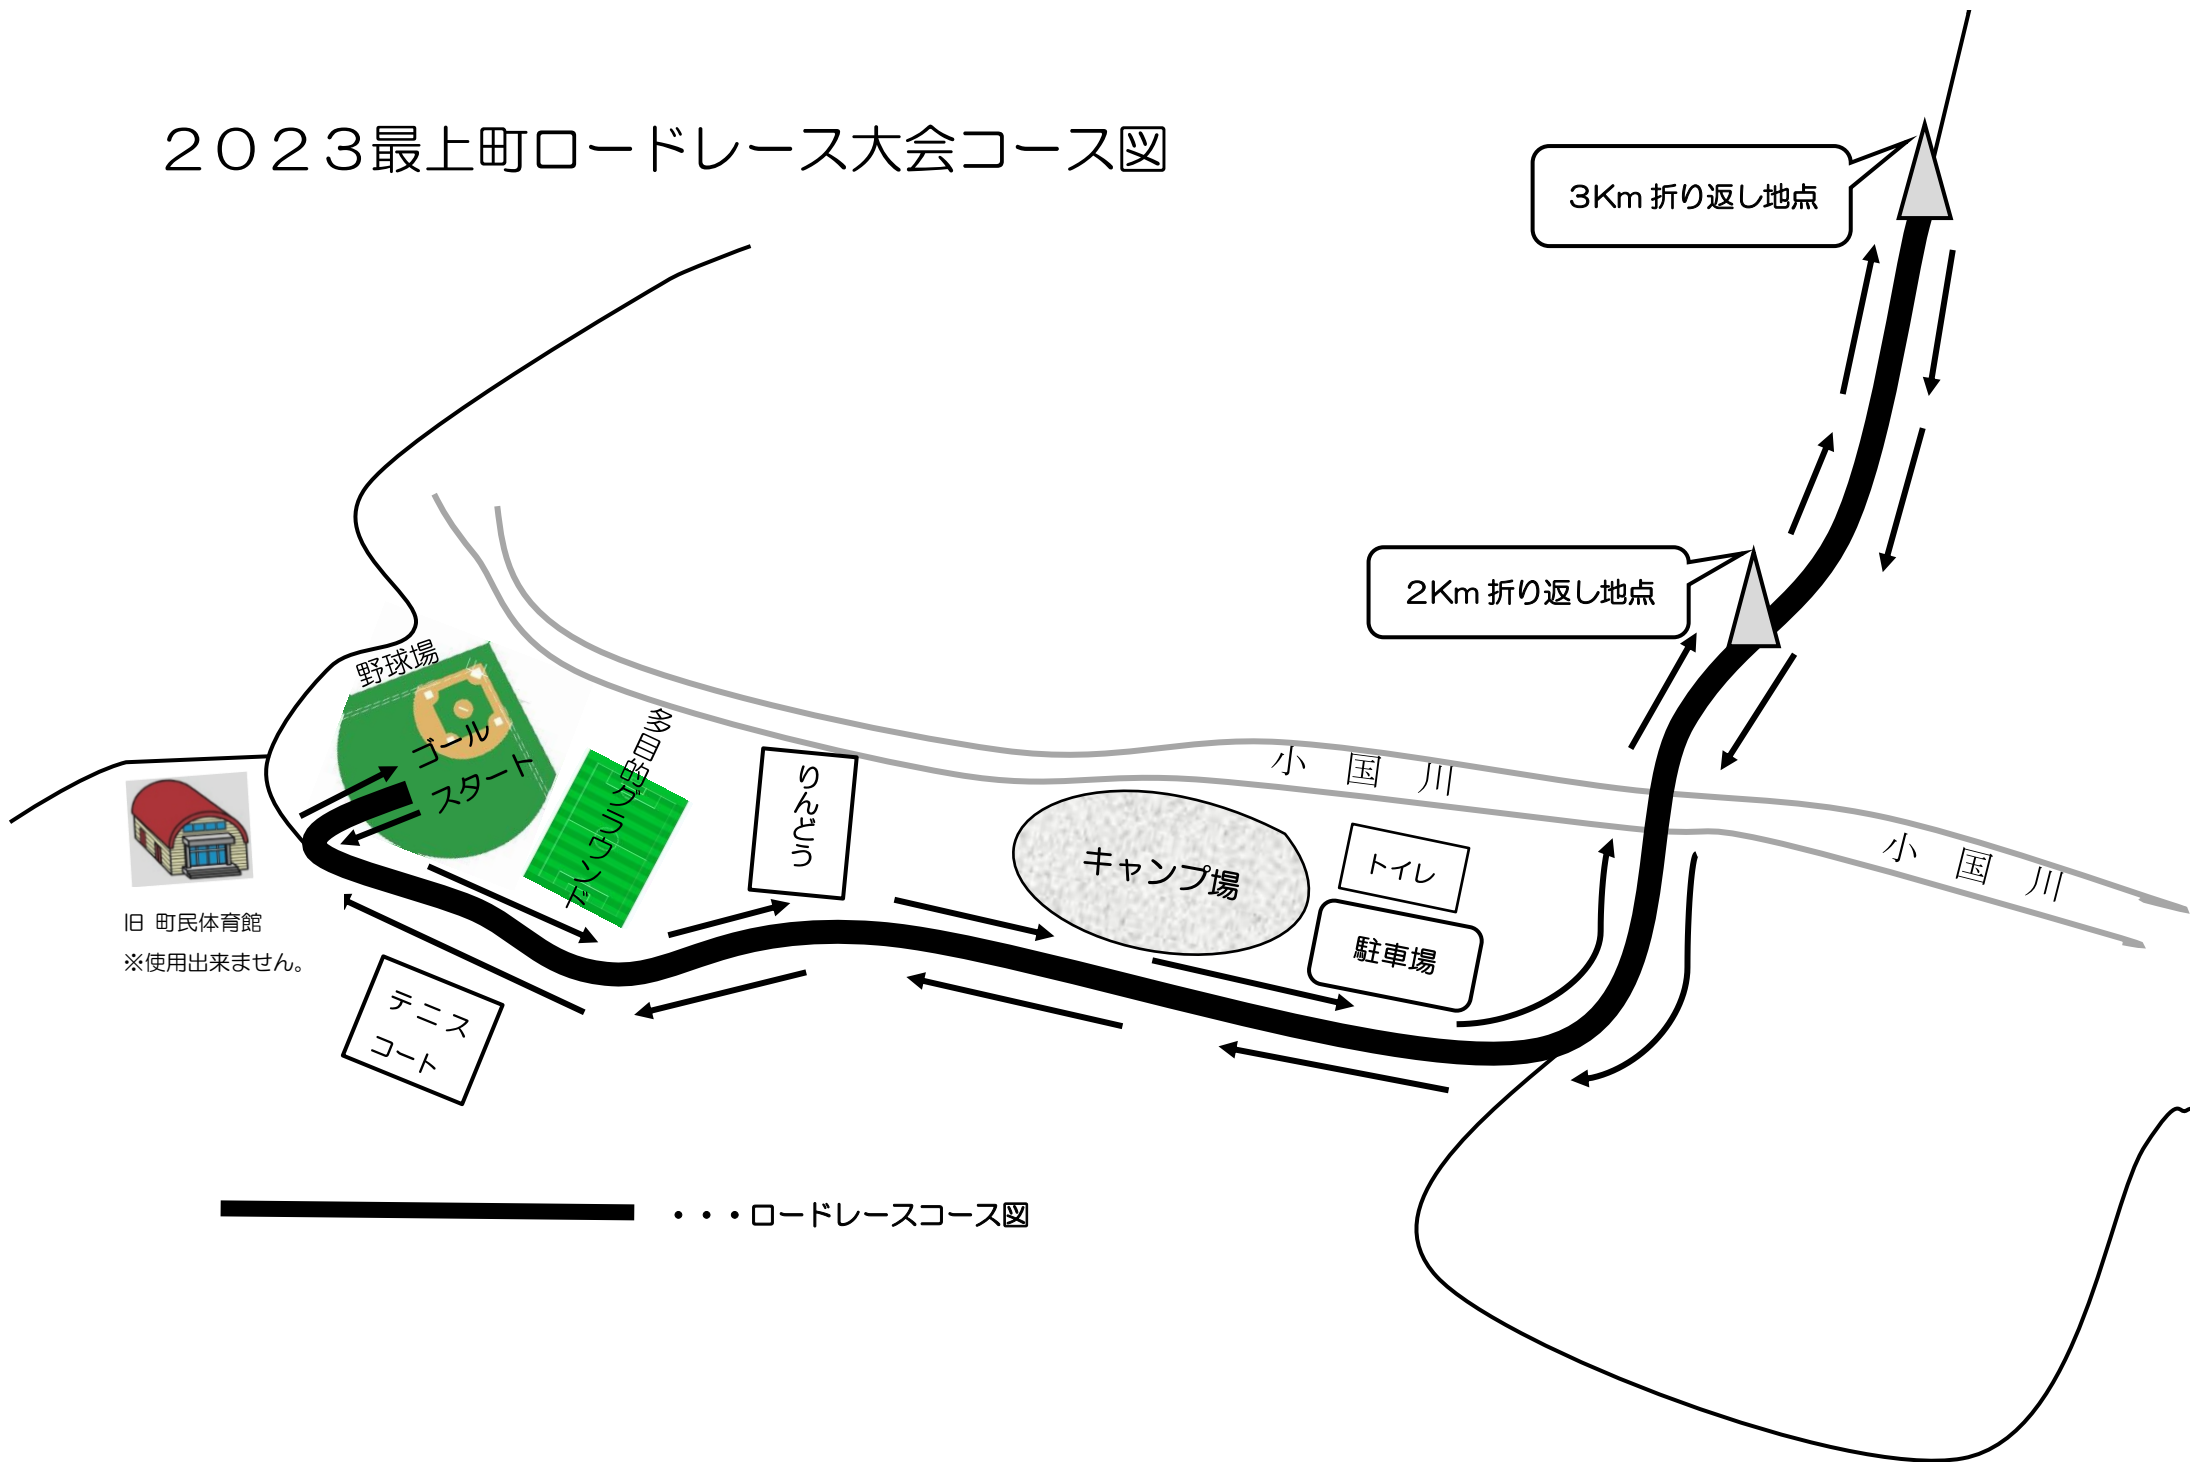 ２０２３最上町ロードレース大会コース図
3Km 折り返し地点
2Km 折り返し地点
野球場
ゴール
スタート
多目的グラウンド
りんどう
小 国 川
キャンプ場
トイレ
駐車場
小 国 川
旧 町民体育館
※使用出来ません。
テニス
コート
・・・ロードレースコース図